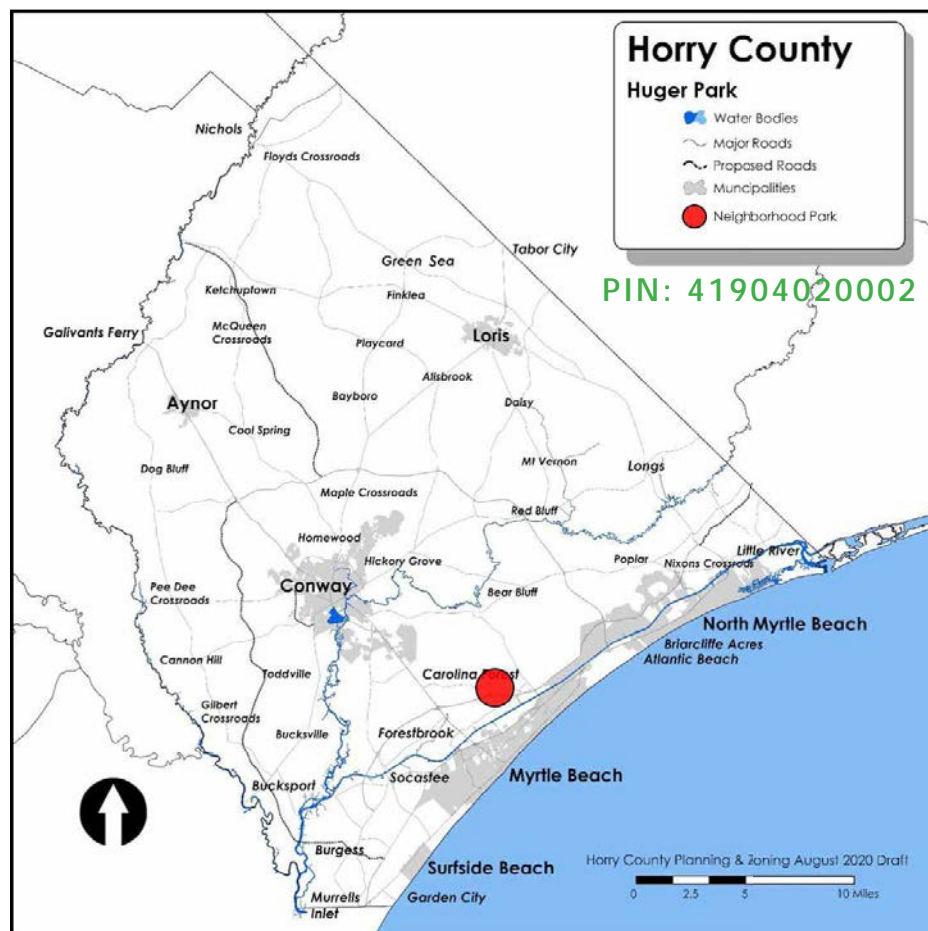 Horry County
Huger Park
Water Bodies
Major Roads
Proposed Roads
Muncipalities
Neighborhood Park
PIN: 41904020002
Nichols
Floyds Crossroads
Tabor City
Green Sea
Ketchuptown
Finklea
Galivants Ferry
McQueen
Crossroads
Playcard
Loris
Allsbrook
Aynor
Bayboro
Daisy
Cool Spring
Dog Bluff
Mt Vernon
Longs
Maple Crossroads
Red Bluff
Homewood
Hickory Grove
Poplar
Little River
Nixons Crossroads
Conway
Pee Dee
Crossroads
Bear Bluff
North Myrtle Beach
Briarcliffe Acres
Atlantic Beach
Cannon Hill
Toddville
Carolina Forest
Gilbert
Crossroads
Bucksville
Forestbrook
Bucksport
Socastee
Myrtle Beach
Burgess
Surfside Beach
Horry County Planning & Zoning August 2020 Draft
Murrells
Inlet
Garden City
0 2.5 5 10 Miles